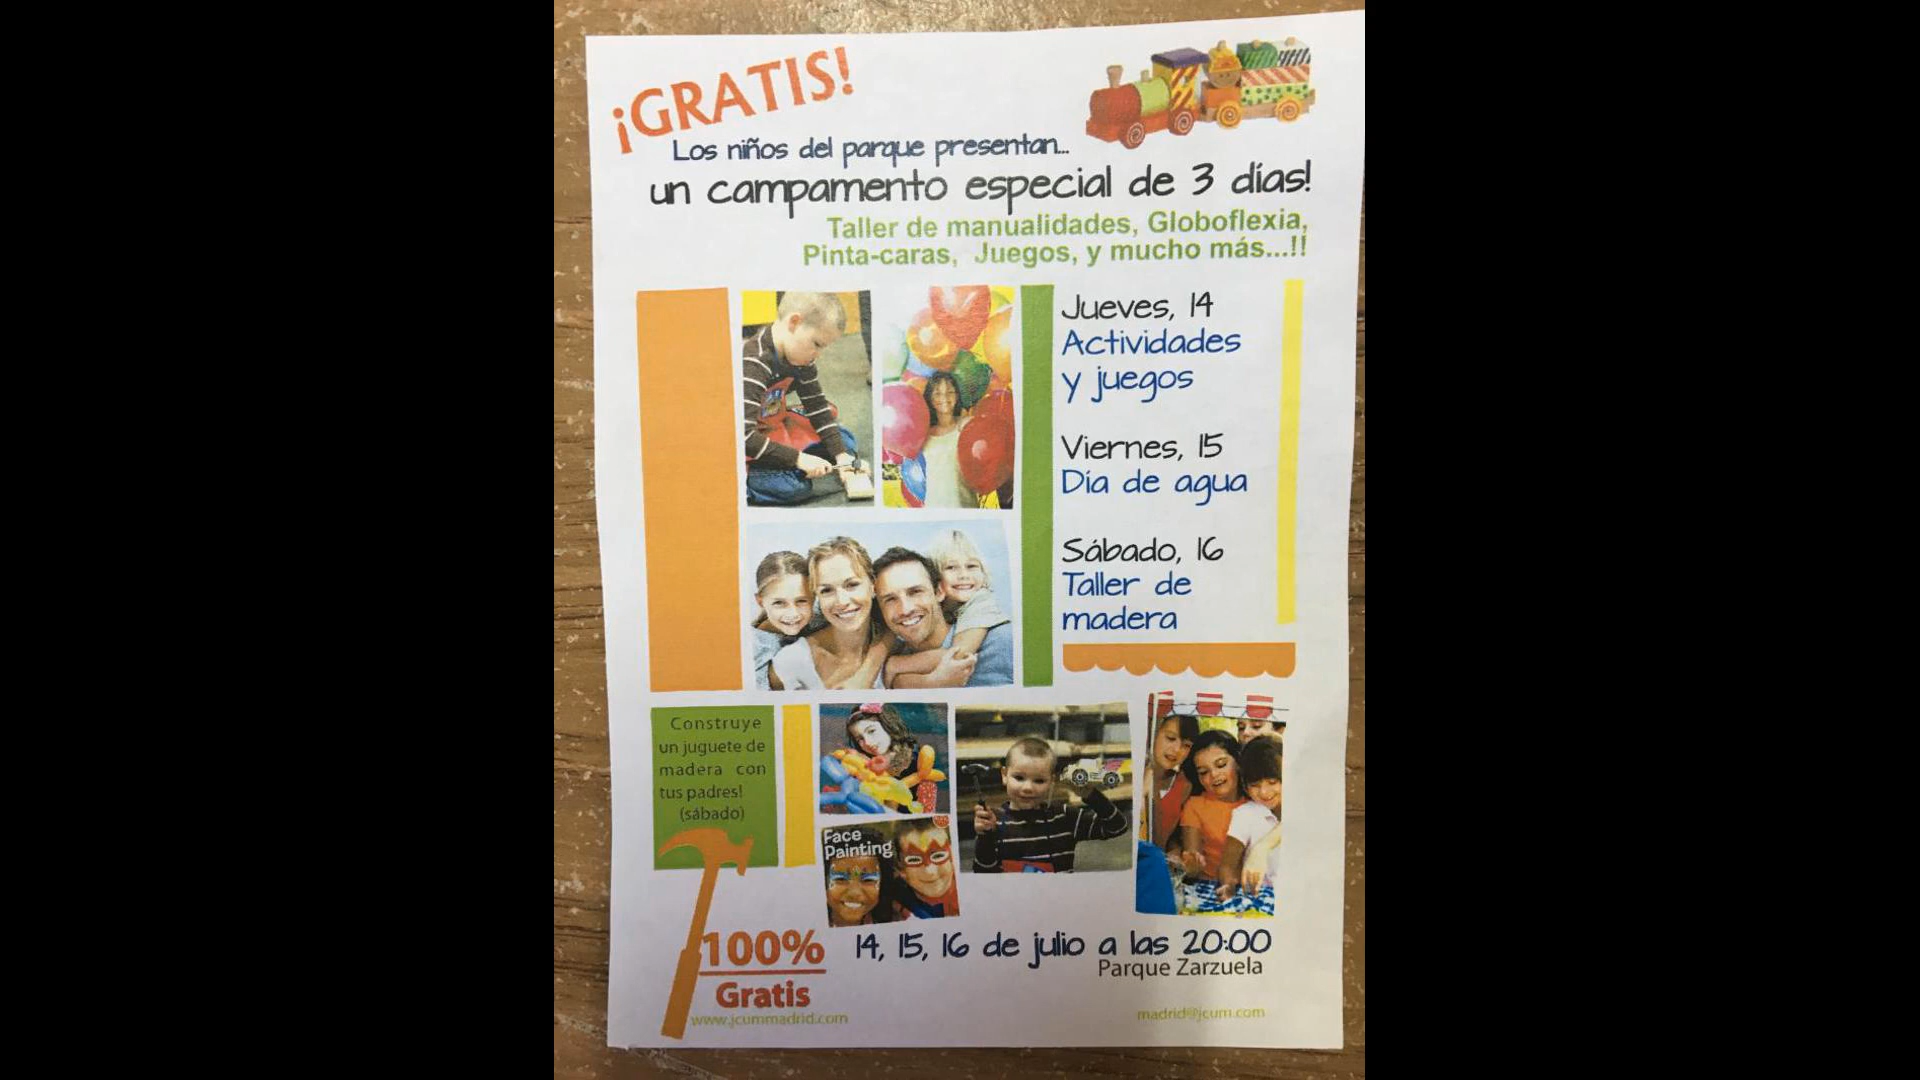 ¡GRATIS!
Los niños del parque presentan...
un campamento especial de 3 días!
Taller de manualidades, Globoflexia,
Pinta-caras, Juegos, y mucho más...!!
Jueves, 14
Actividades
y juegos
Viernes, 15
Día de agua
Sábado, 16
Taller de
madera
Construye
un juguete de
madera con
tus padres!
(sábado)
Face
Painting
100%
Gratis
14, 15, 16 de julio a las 20:00
Parque Zarzuela
www.jcummadrid.com
madrid@jcum.com